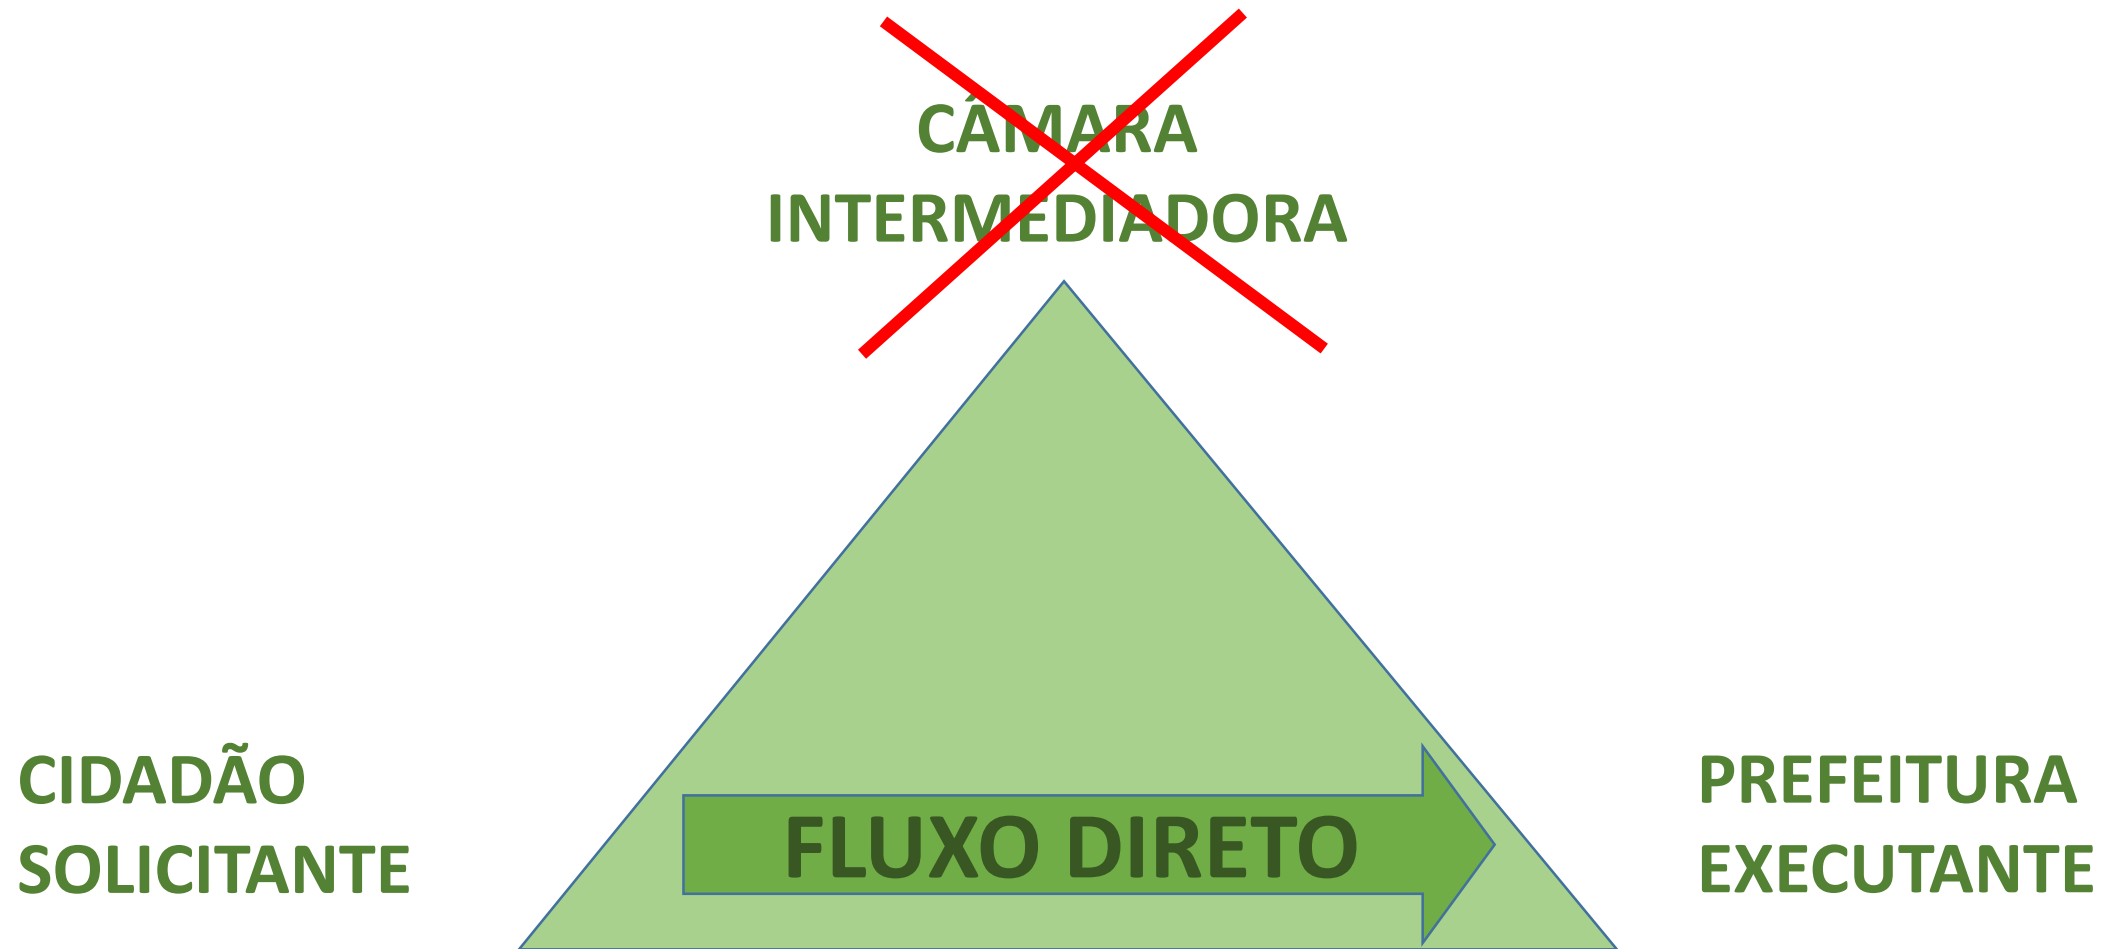 CÂMARA
INTERMEDIADORA
CIDADÃO
SOLICITANTE
FLUXO DIRETO
PREFEITURA
EXECUTANTE